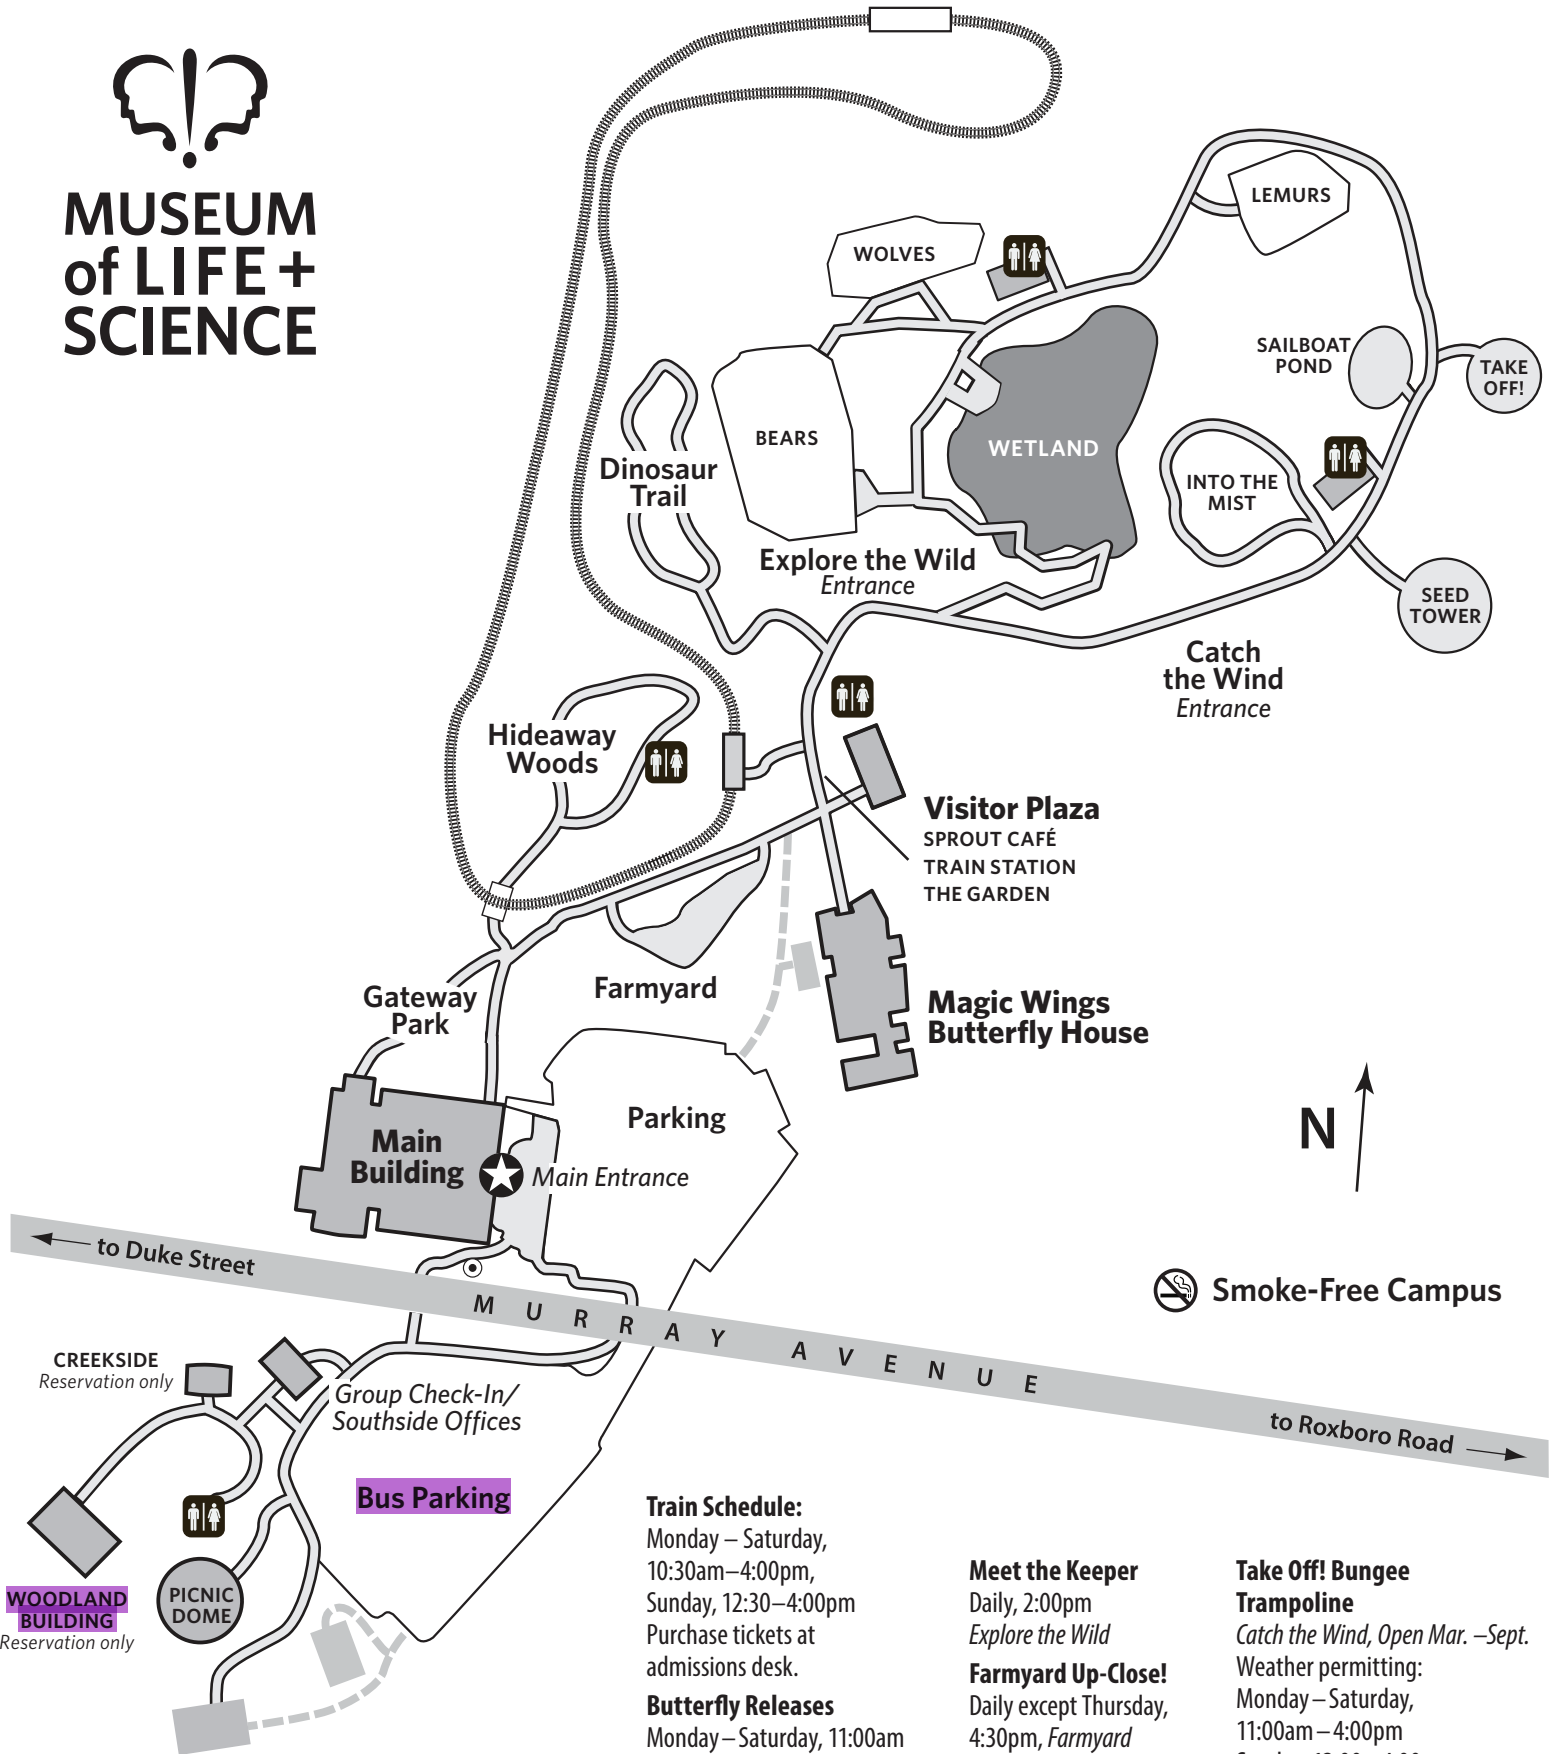 MUSEUM
of LIFE +
SCIENCE
LEMURS
WOLVES
SAILBOAT
POND
TAKE
OFF!
BEARS
WETLAND
Dinosaur
Trail
INTO THE
MIST
Explore the Wild
Entrance
SEED
TOWER
Catch
the Wind
Entrance
Hideaway
Woods
Visitor Plaza
SPROUT CAFÉ
TRAIN STATION
THE GARDEN
Farmyard
Gateway
Park
Magic Wings
Butterfly House
Parking
N
Main
Building
Main Entrance
to Duke Street
MURRAY AVENUE
to Roxboro Road
Smoke-Free Campus
CREEKSIDE
Reservation only
Group Check-In/
Southside Offices
Bus Parking
WOODLAND
BUILDING
Reservation only
PICNIC
DOME
Train Schedule:
Monday – Saturday,
10:30am–4:00pm,
Sunday, 12:30–4:00pm
Purchase tickets at
admissions desk.
Butterfly Releases
Monday – Saturday, 11:00am
Meet the Keeper
Daily, 2:00pm
Explore the Wild
Farmyard Up-Close!
Daily except Thursday,
4:30pm, Farmyard
Take Off! Bungee
Trampoline
Catch the Wind, Open Mar. –Sept.
Weather permitting:
Monday – Saturday,
11:00am – 4:00pm